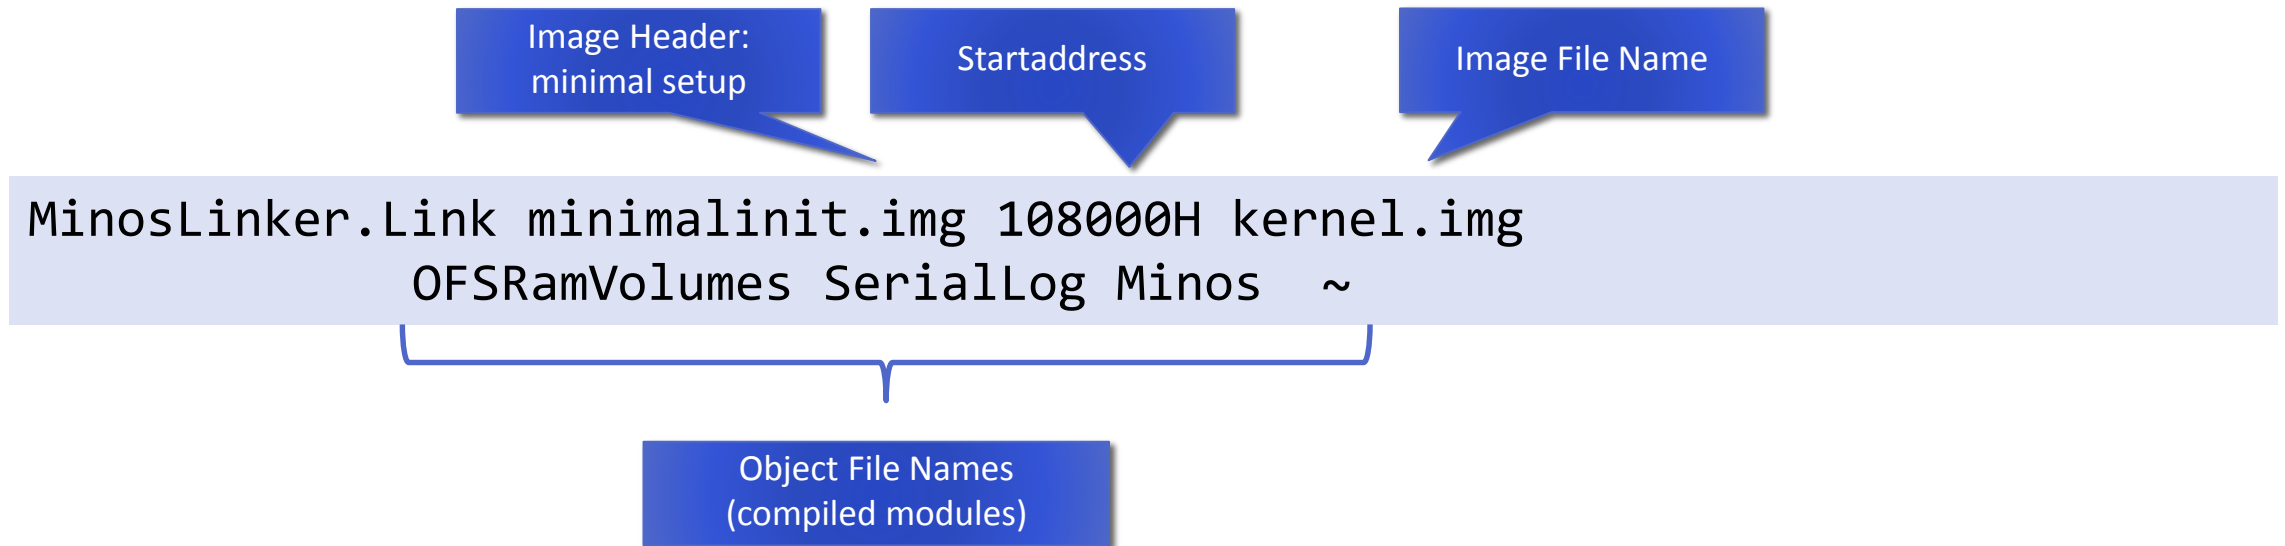 Image Header:
minimal setup
Startaddress
Image File Name
MinosLinker.Link minimalinit.img 108000H kernel.img
OFSRamVolumes SerialLog Minos ~
Object File Names
(compiled modules)